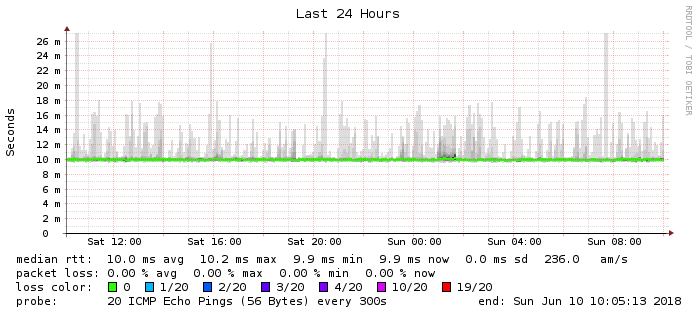 Last 24 Hours
RRDTOOL / TOBI OETIKER
Seconds
26 m
24 m
22 m
20 m
18 m
16 m
14 m
12 m
10 m
8 m
6 m
4 m
2 m
0
Sat 12:00 Sat 16:00 Sat 20:00 Sun 00:00 Sun 04:00 Sun 08:00
median rtt: 10.0 ms avg 10.2 ms max 9.9 ms min 9.9 ms now 0.0 ms sd 236.0 am/s
packet loss: 0.00 % avg 0.00 % max 0.00 % min 0.00 % now
loss color: 0 1/20 2/20 3/20 4/20 10/20 19/20
probe: 20 ICMP Echo Pings (56 Bytes) every 300s end: Sun Jun 10 10:05:13 2018